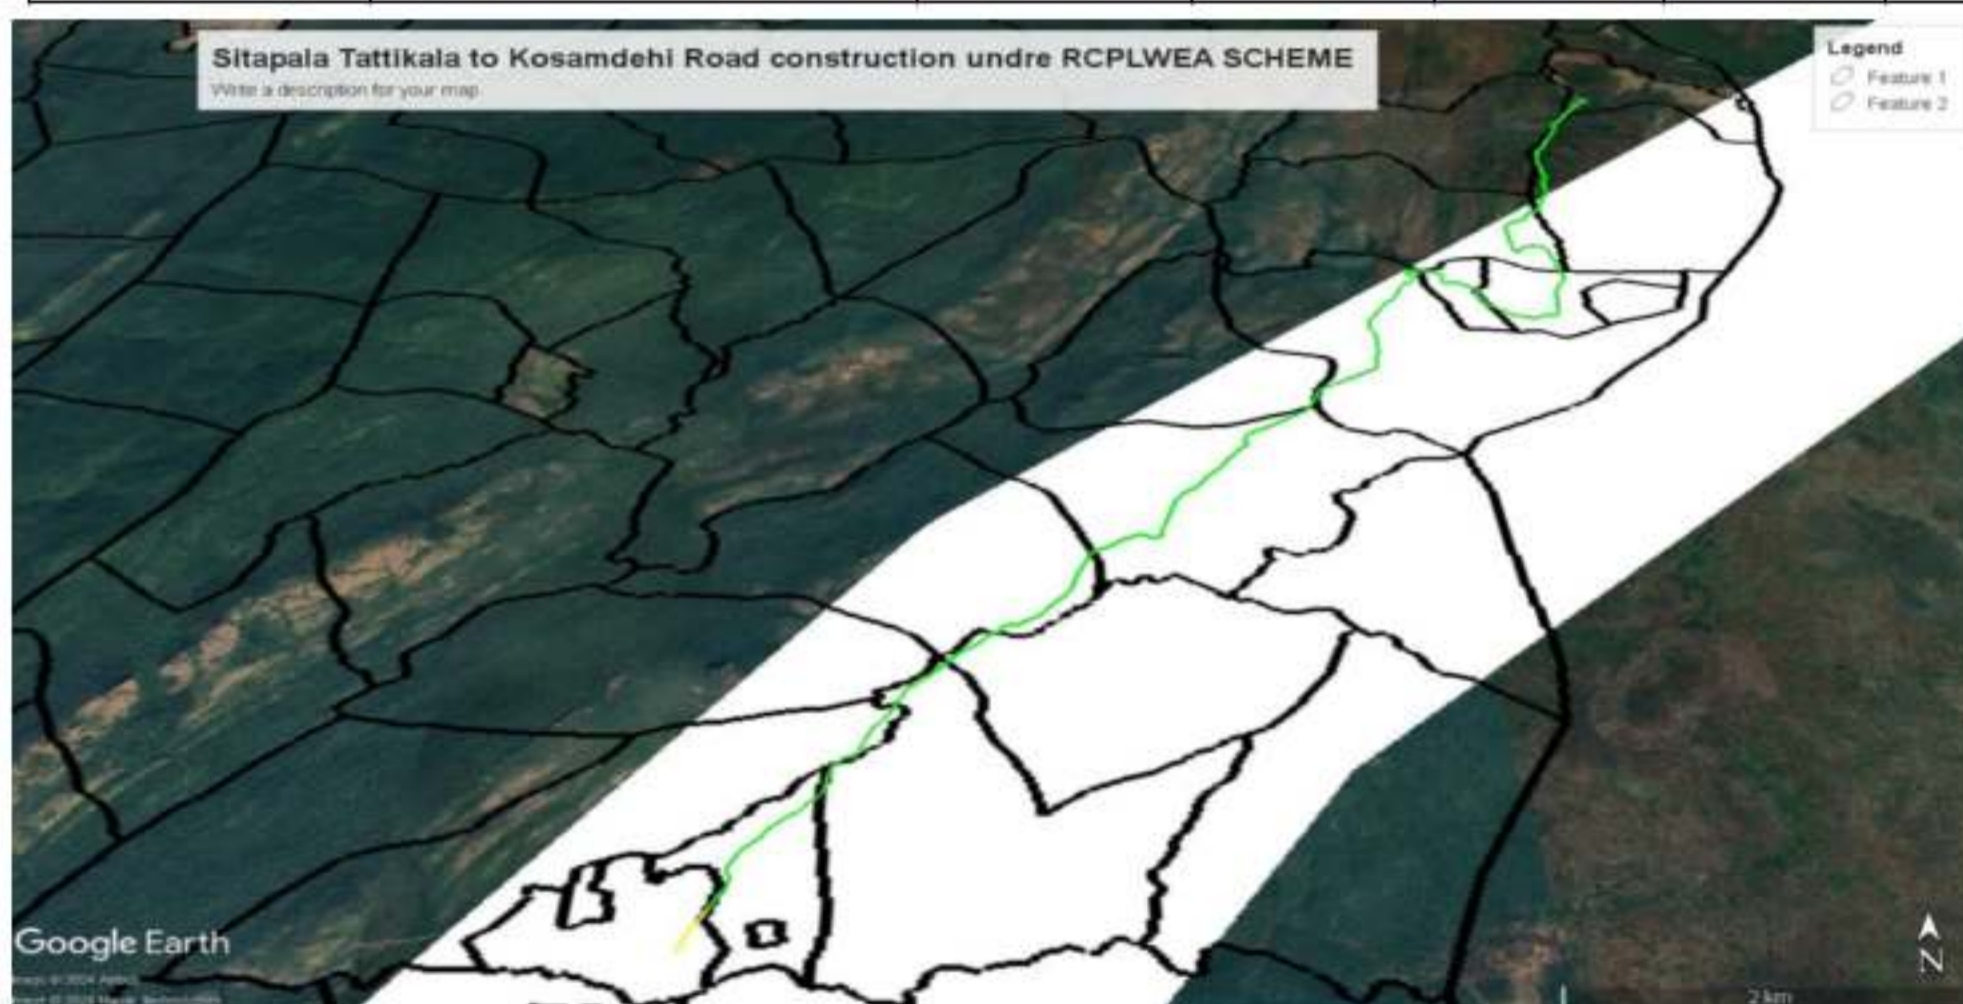 Sitapala Tattikala to Kosamdehi Road construction undre RCPLWEA SCHEME
Write a description for your map.
Legend
Feature 1
Feature 2
Google Earth
N
2 km